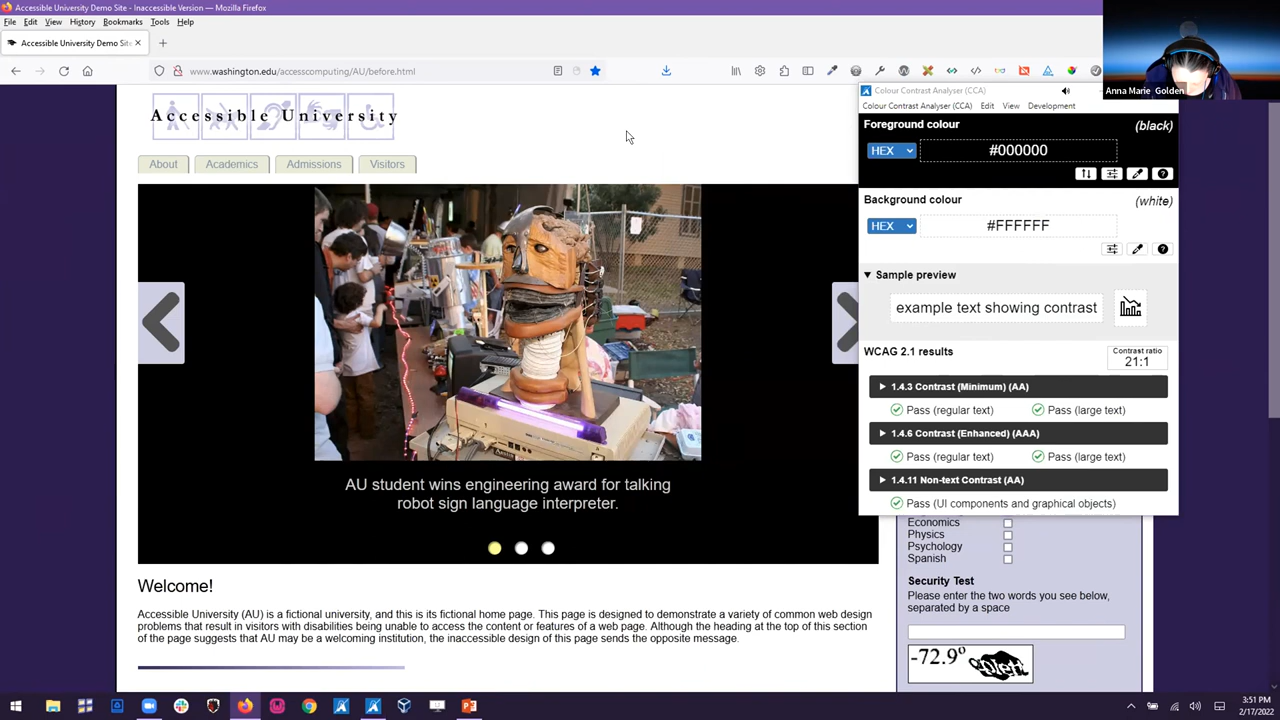 Accessible University Demo Site - Inaccessible Version — Mozilla Firefox
File Edit View History Bookmarks Tools Help
Accessible University Demo Site
www.washington.edu/accesscomputing/AU/before.html
Anna Marie Golden
Accessible University
About Academics Admissions Visitors
AU student wins engineering award for talking
robot sign language interpreter.
Welcome!
Accessible University (AU) is a fictional university, and this is its fictional home page. This page is designed to demonstrate a variety of common web design
problems that result in visitors with disabilities being unable to access the content or features of a web page. Although the heading at the top of this section
of the page suggests that AU may be a welcoming institution, the inaccessible design of this page sends the opposite message.
Colour Contrast Analyser (CCA)
Colour Contrast Analyser (CCA) Edit View Development
Foreground colour (black)
HEX #000000
Background colour (white)
HEX #FFFFFF
Sample preview
example text showing contrast
WCAG 2.1 results
Contrast ratio
21:1
1.4.3 Contrast (Minimum) (AA)
Pass (regular text) Pass (large text)
1.4.6 Contrast (Enhanced) (AAA)
Pass (regular text) Pass (large text)
1.4.11 Non-text Contrast (AA)
Pass (UI components and graphical objects)
Economics
Physics
Psychology
Spanish
Security Test
Please enter the two words you see below,
separated by a space
-72.9º
3:51 PM
2/17/2022